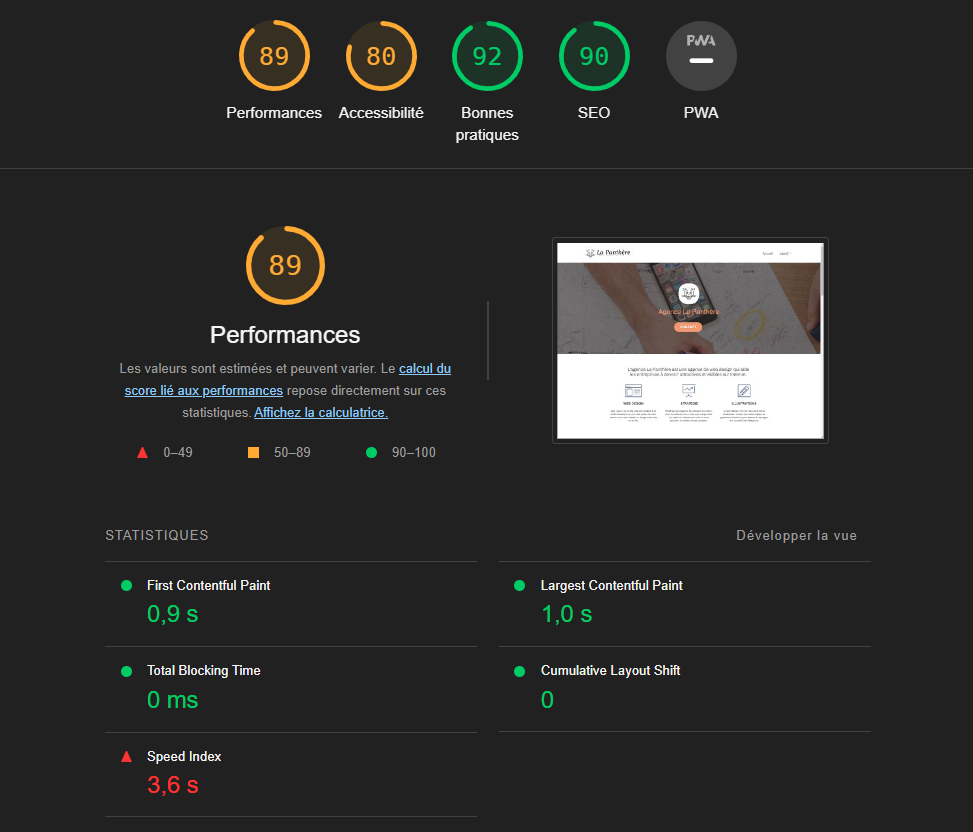 89
80
92
90
PWA
Performances
Accessibilité
Bonnes
pratiques
SEO
PWA
89
Performances
Les valeurs sont estimées et peuvent varier. Le calcul du
score lié aux performances repose directement sur ces
statistiques. Affichez la calculatrice.
0–49
50–89
90–100
La Panthère
Accueil
Agence La Panthère
CONTACT
L'agence La Panthère est une agence de web design qui aide
les entreprises à devenir attractives et visibles sur Internet.
WEB DESIGN
STRATÉGIE
ILLUSTRATIONS
STATISTIQUES
Développer la vue
First Contentful Paint
0,9 s
Largest Contentful Paint
1,0 s
Total Blocking Time
0 ms
Cumulative Layout Shift
0
Speed Index
3,6 s